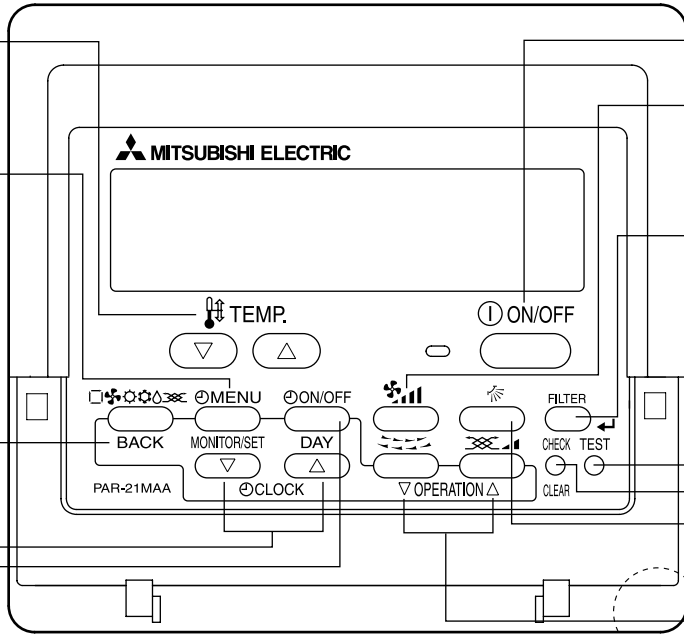 MITSUBISHI ELECTRIC
TEMP.
ON/OFF
MENU
ON/OFF
FILTER
BACK
MONITOR/SET
DAY
CHECK TEST
PAR-21MAA
CLOCK
OPERATION
CLEAR